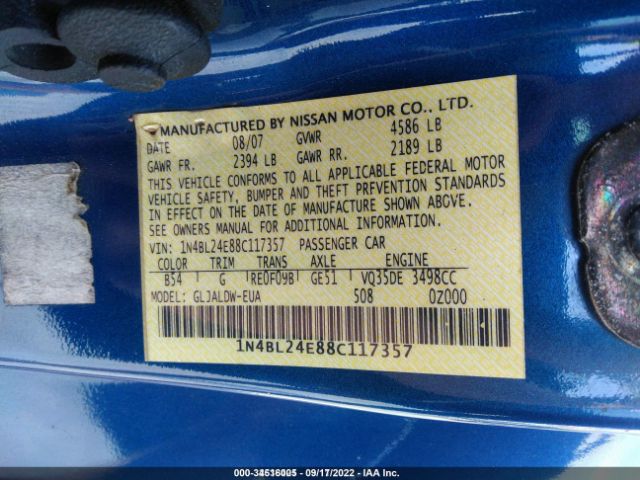 MANUFACTURED BY NISSAN MOTOR CO., LTD.
DATE 08/07 GVWR 4586 LB
GAWR FR. 2394 LB GAWR RR. 2189 LB
THIS VEHICLE CONFORMS TO ALL APPLICABLE FEDERAL MOTOR
VEHICLE SAFETY, BUMPER AND THEFT PREVENTION STANDARDS
IN EFFECT ON THE DATE OF MANUFACTURE SHOWN ABOVE.
SEE OWNERS MANUAL FOR ADDITIONAL INFORMATION.
VIN: 1N4BL24E88C117357 PASSENGER CAR
COLOR TRIM TRANS AXLE ENGINE
B54 G RE0F09B GE51 VQ35DE 3498CC
MODEL: GLJALDW-EUA 508 0Z000
1N4BL24E88C117357
09/17/2022 - IAA Inc.